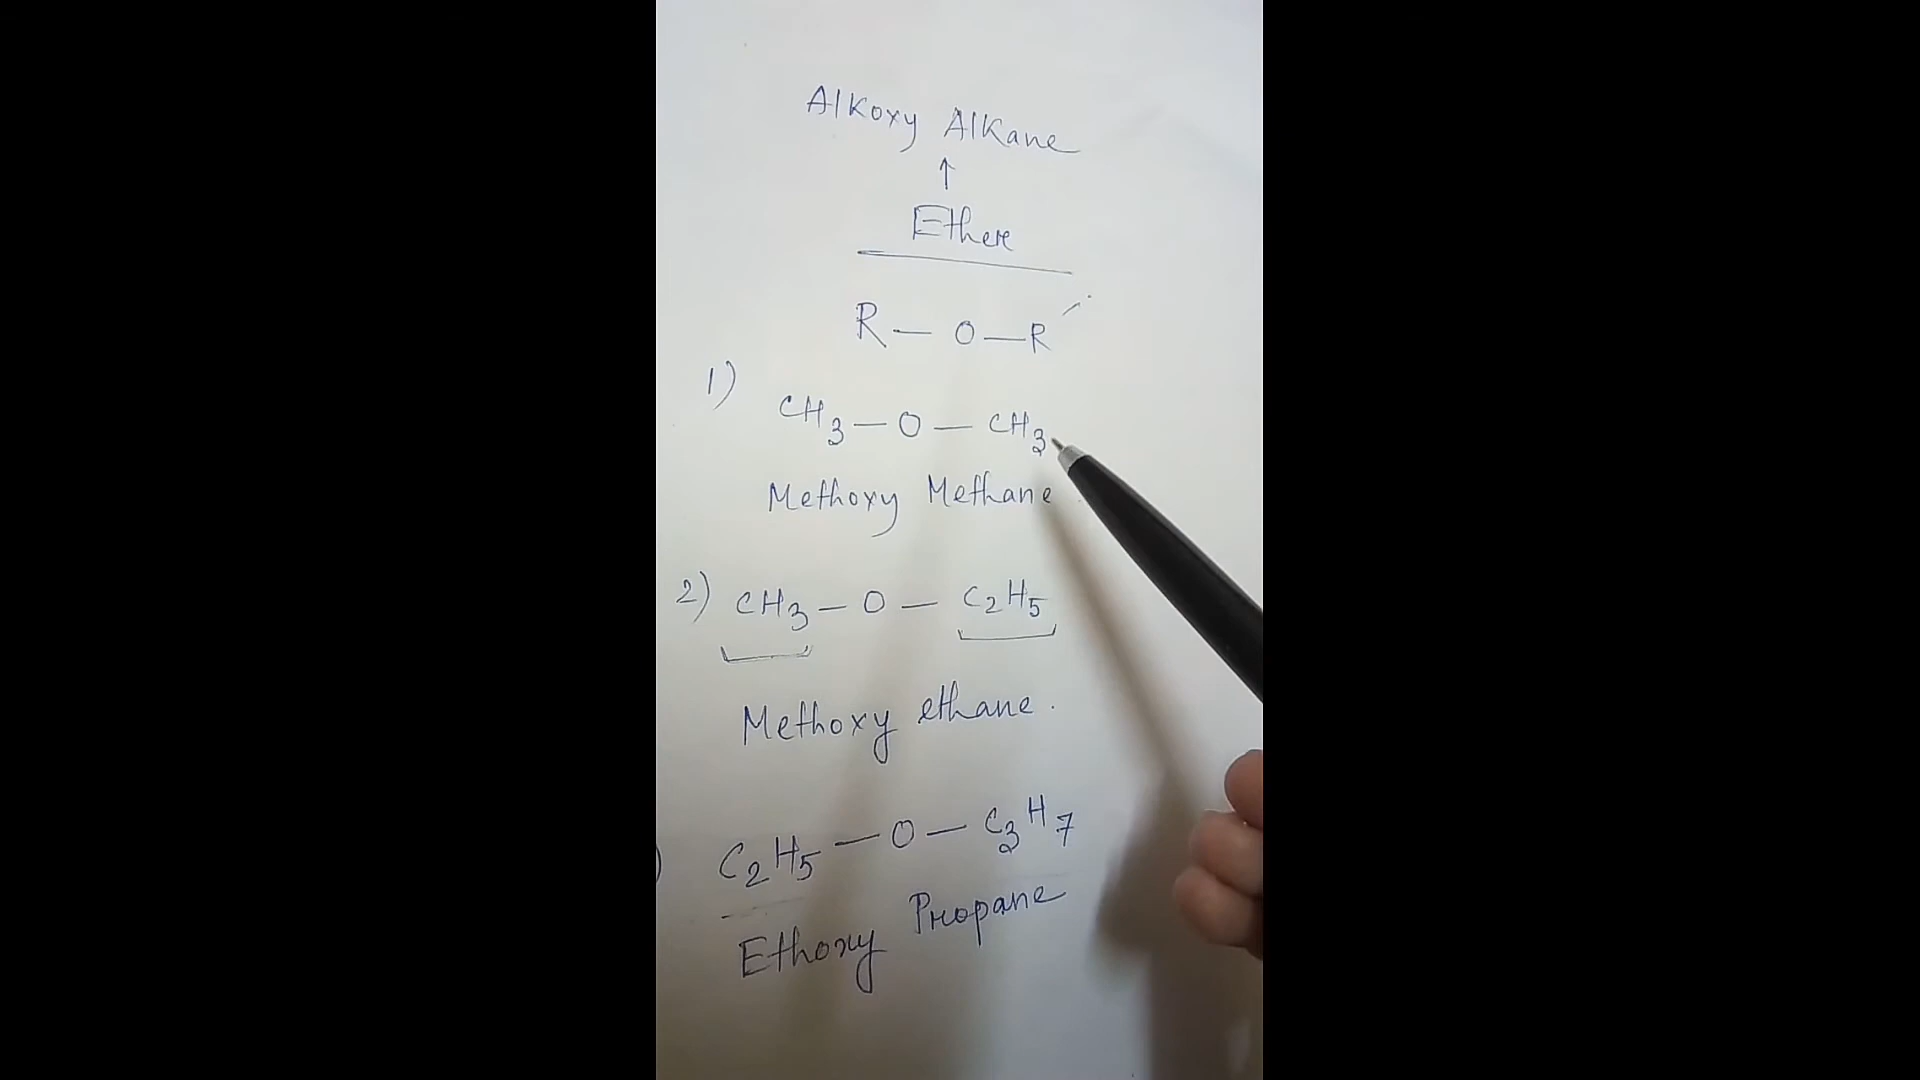 Alkoxy Alkane
↑
Ether
R — O — R´
1)
CH3 — O — CH3
Methoxy Methane
2) CH3 — O — C2H5
Methoxy ethane.
) C2H5 — O — C3H7
Ethoxy Propane